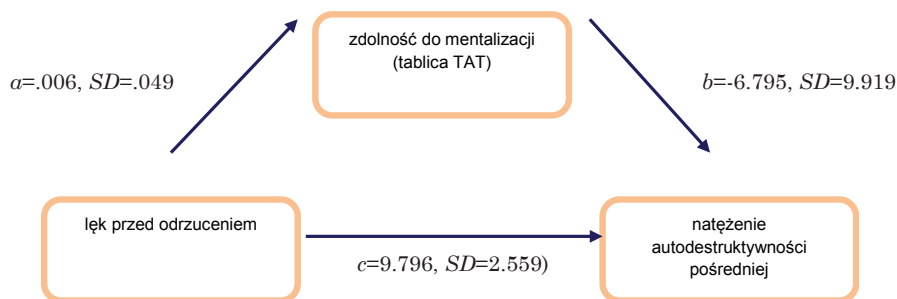 zdolność do mentalizacji
(tablica TAT)
a=.006, SD=.049
b=-6.795, SD=9.919
lęk przed odrzuceniem
natężenie
autodestruktywności
pośredniej
c=9.796, SD=2.559)